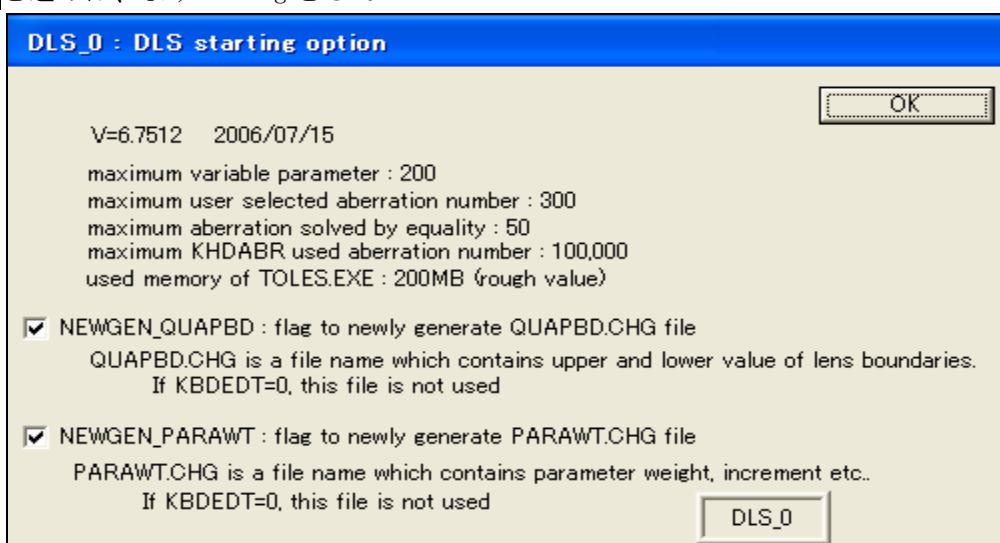 DLS_0 : DLS starting option
OK
V=6.7512 2006/07/15
maximum variable parameter : 200
maximum user selected aberration number : 300
maximum aberration solved by equality : 50
maximum KHDABR used aberration number : 100,000
used memory of TOLES.EXE : 200MB (rough value)
NEWGEN_QUAPBD : flag to newly generate QUAPBD.CHG file
QUAPBD.CHG is a file name which contains upper and lower value of lens boundaries.
If KBDEDT=0, this file is not used
NEWGEN_PARAWT : flag to newly generate PARAWT.CHG file
PARAWT.CHG is a file name which contains parameter weight, increment etc..
If KBDEDT=0, this file is not used
DLS_0